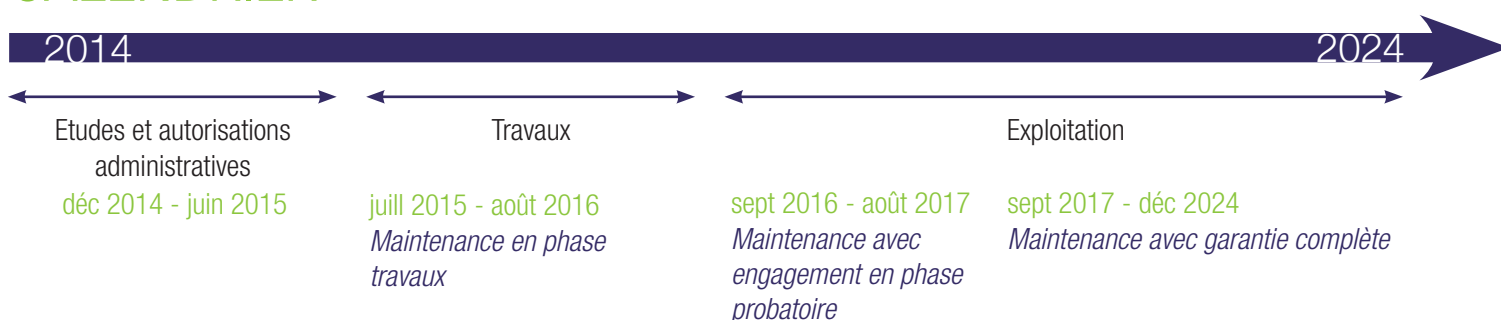 2014
2024
Etudes et autorisations
administratives
déc 2014 - juin 2015
Travaux
juill 2015 - août 2016
Maintenance en phase
travaux
Exploitation
sept 2016 - août 2017
Maintenance avec
engagement en phase
probatoire
sept 2017 - déc 2024
Maintenance avec garantie complète